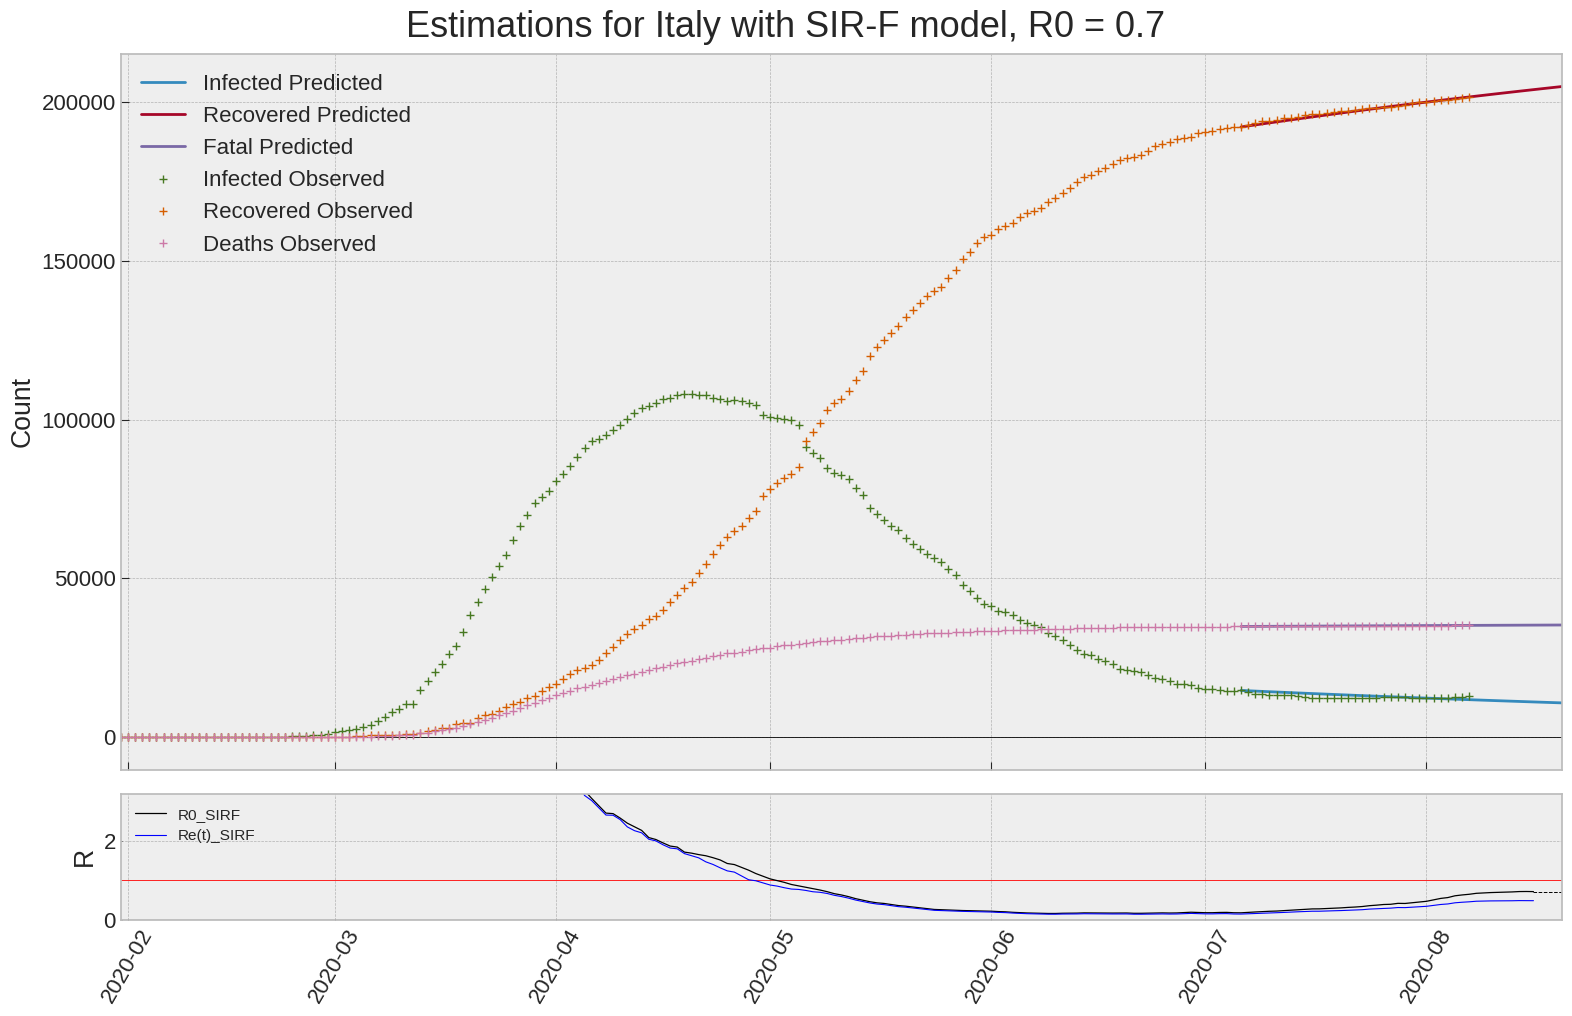 Estimations for Italy with SIR-F model, R0 = 0.7
Infected Predicted
Recovered Predicted
Fatal Predicted
Infected Observed
Recovered Observed
Deaths Observed
200000
150000
100000
50000
0
Count
R0_SIRF
Re(t)_SIRF
2
0
R
2020-02
2020-03
2020-04
2020-05
2020-06
2020-07
2020-08